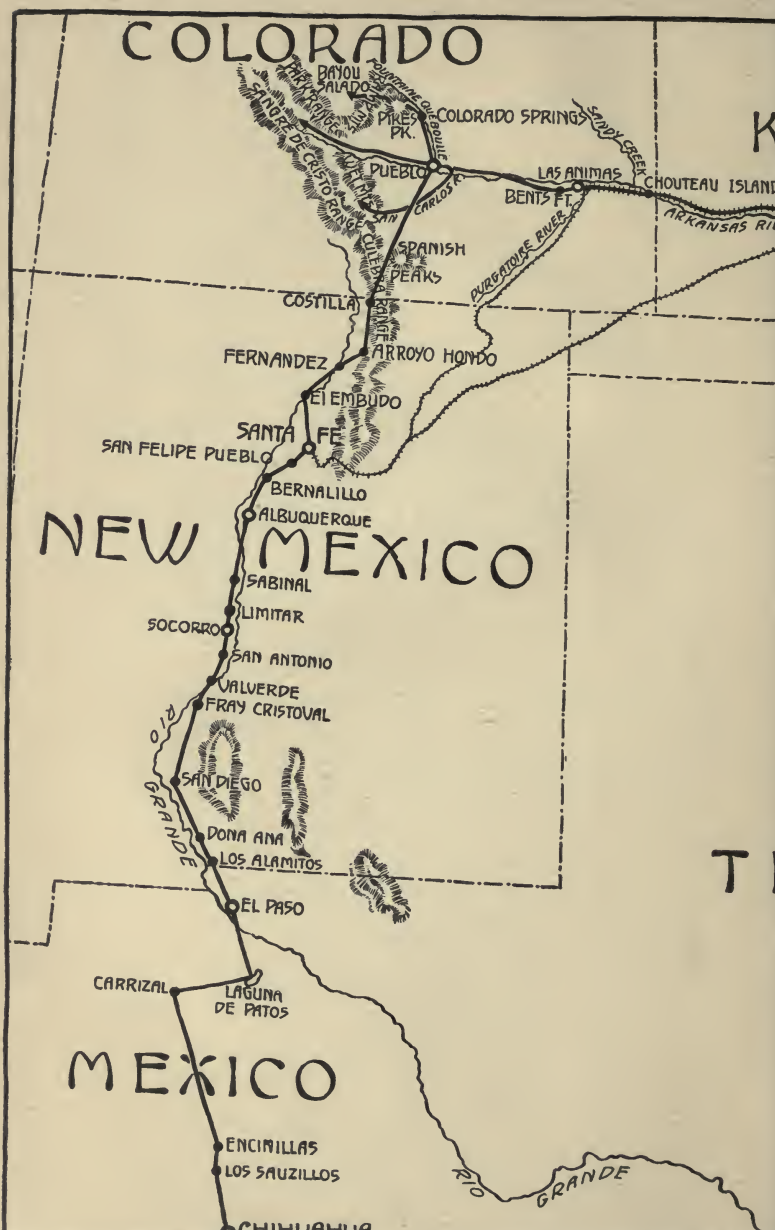 COLORADO
BAYOU
SALADO
PARK RANGE
FOUNTAINE QUEBOUILLE
SANGRE DE CRISTO RANGE
PIKES
PK.
COLORADO SPRINGS
SANDY CREEK
K
PUEBLO
WET MTS
SAN CARLOS R.
LAS ANIMAS
BENTS FT.
CHOUTEAU ISLAND
ARKANSAS RI
SPANISH
PEAKS
CULEBRA RANGE
PURGATOIRE RIVER
COSTILLA
ARROYO HONDO
FERNANDEZ
El EMBUDO
SANTA FE
SAN FELIPE PUEBLO
BERNALILLO
ALBUQUERQUE
NEW MEXICO
SABINAL
LIMITAR
SOCORRO
SAN ANTONIO
VALVERDE
FRAY CRISTOVAL
RIO GRANDE
SAN DIEGO
DONA ANA
LOS ALAMITOS
T
EL PASO
CARRIZAL
LAGUNA
DE PATOS
MEXICO
ENCINILLAS
LOS SAUZILLOS
RIO GRANDE
CHIHUAHUA